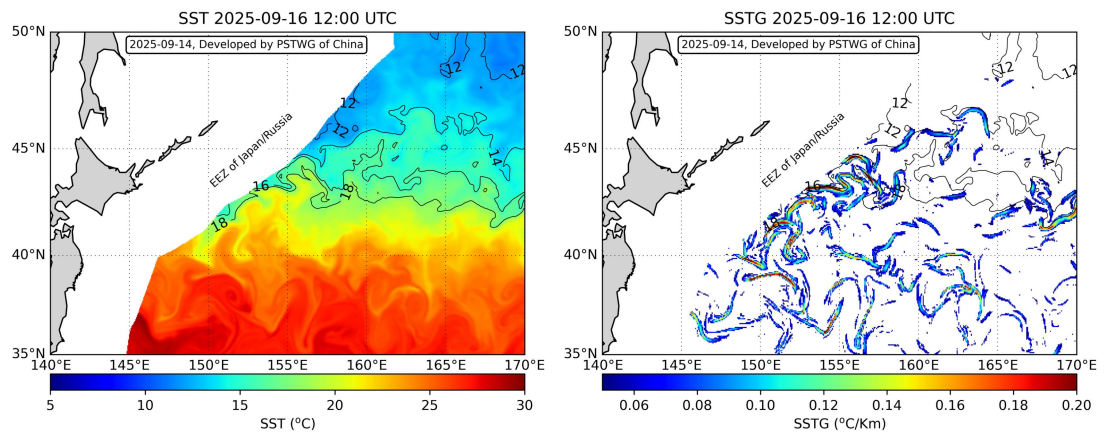 SST 2025-09-16 12:00 UTC
2025-09-14, Developed by PSTWG of China
50°N
45°N
40°N
35°N
140°E
145°E
150°E
155°E
160°E
165°E
170°E
EEZ of Japan/Russia
12
12
12
12
14
16
18
18
5
10
15
20
25
30
SST (°C)
SSTG 2025-09-16 12:00 UTC
2025-09-14, Developed by PSTWG of China
50°N
45°N
40°N
35°N
140°E
145°E
150°E
155°E
160°E
165°E
170°E
EEZ of Japan/Russia
12
12
12
12
14
16
18
0.06
0.08
0.10
0.12
0.14
0.16
0.18
0.20
SSTG (°C/Km)